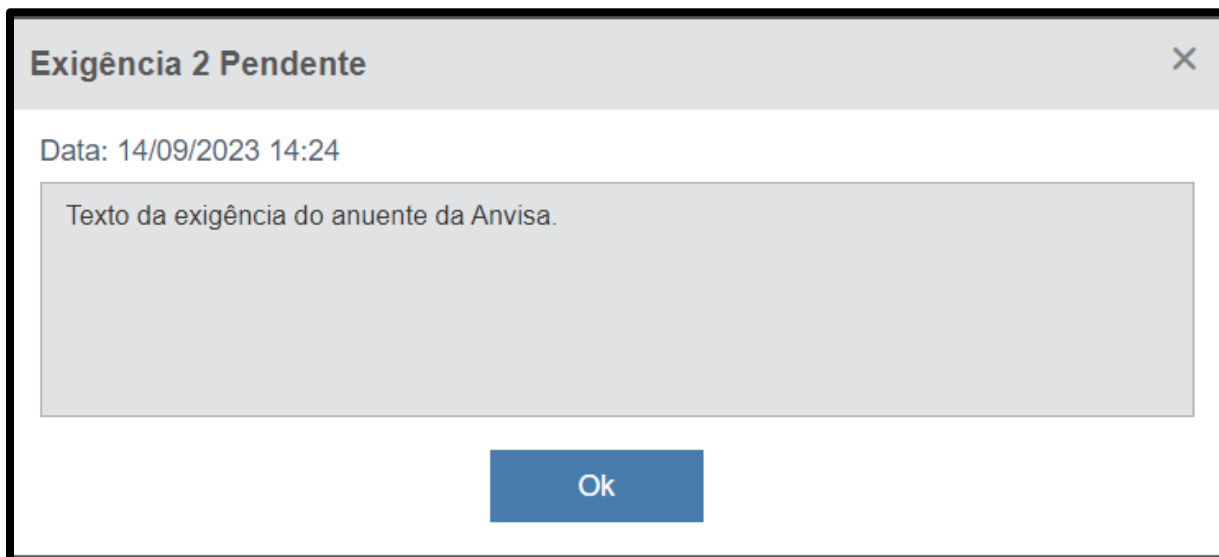 Exigência 2 Pendente
Data: 14/09/2023 14:24
Texto da exigência do anuente da Anvisa.
Ok